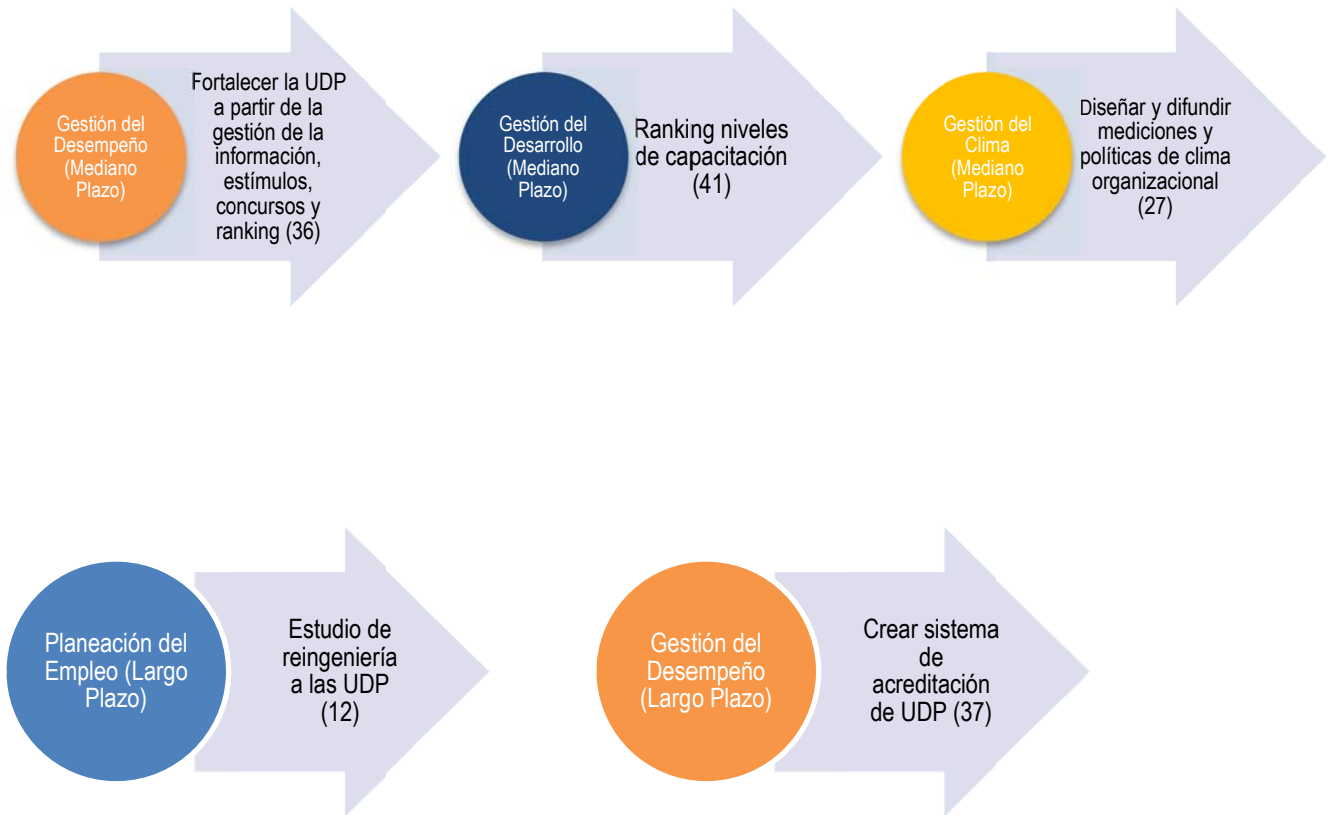 Gestión del
Desempeño
(Mediano
Plazo)
Fortalecer la UDP
a partir de la
gestión de la
información,
estímulos,
concursos y
ranking (36)
Gestión del
Desarrollo
(Mediano
Plazo)
Ranking niveles
de capacitación
(41)
Gestión del
Clima
(Mediano
Plazo)
Diseñar y difundir
mediciones y
políticas de clima
organizacional
(27)
Planeación del
Empleo (Largo
Plazo)
Estudio de
reingeniería
a las UDP
(12)
Gestión del
Desempeño
(Largo Plazo)
Crear sistema
de
acreditación
de UDP (37)